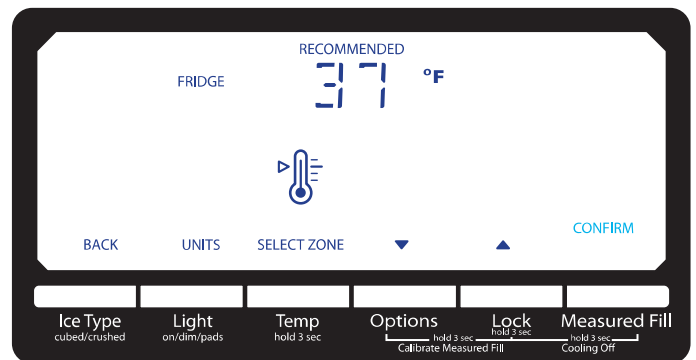 RECOMMENDED
FRIDGE 37 °F
CONFIRM
BACK UNITS SELECT ZONE
Ice Type Light Temp Options Lock Measured Fill
cubed/crushed on/dim/pads hold 3 sec hold 3 sec hold 3 sec hold 3 sec
Calibrate Measured Fill Cooling Off